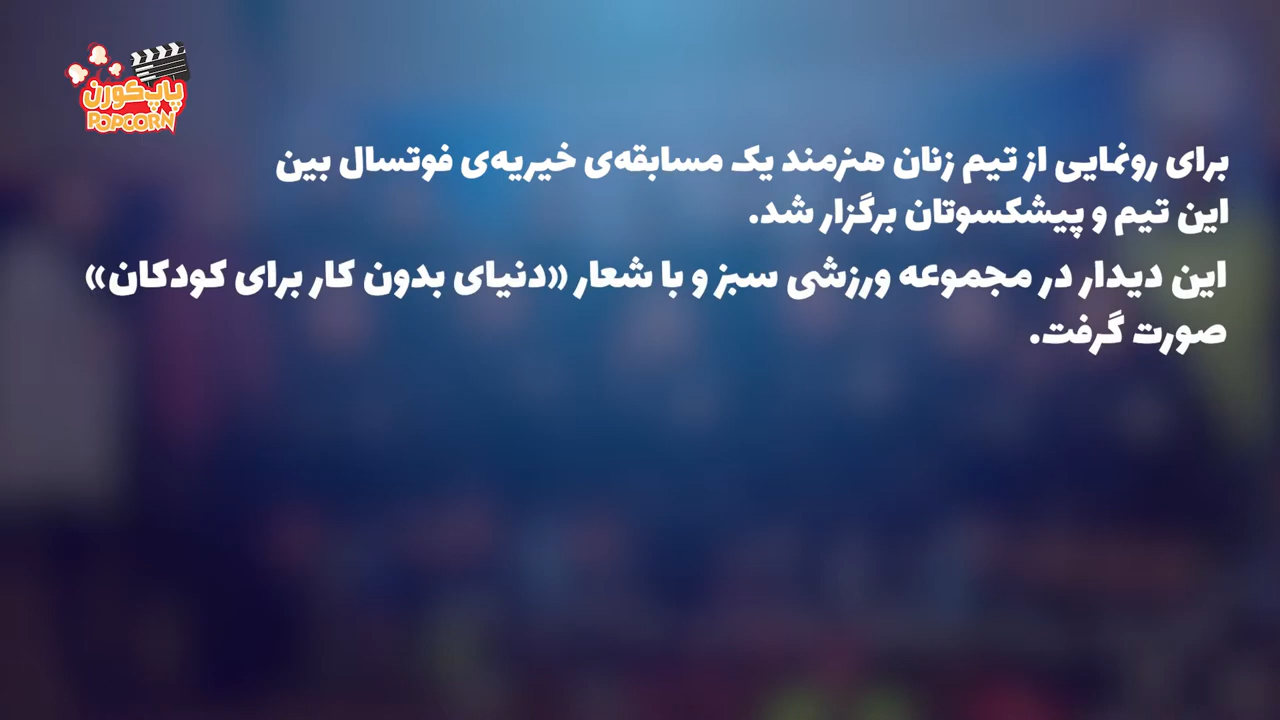 پاپ‌کورن
POPCORN
برای رونمایی از تیم زنان هنرمند یک مسابقه‌ی خیریه‌ی فوتسال بین
این تیم و پیشکسوتان برگزار شد.
این دیدار در مجموعه ورزشی سبز و با شعار «دنیای بدون کار برای کودکان»
صورت گرفت.